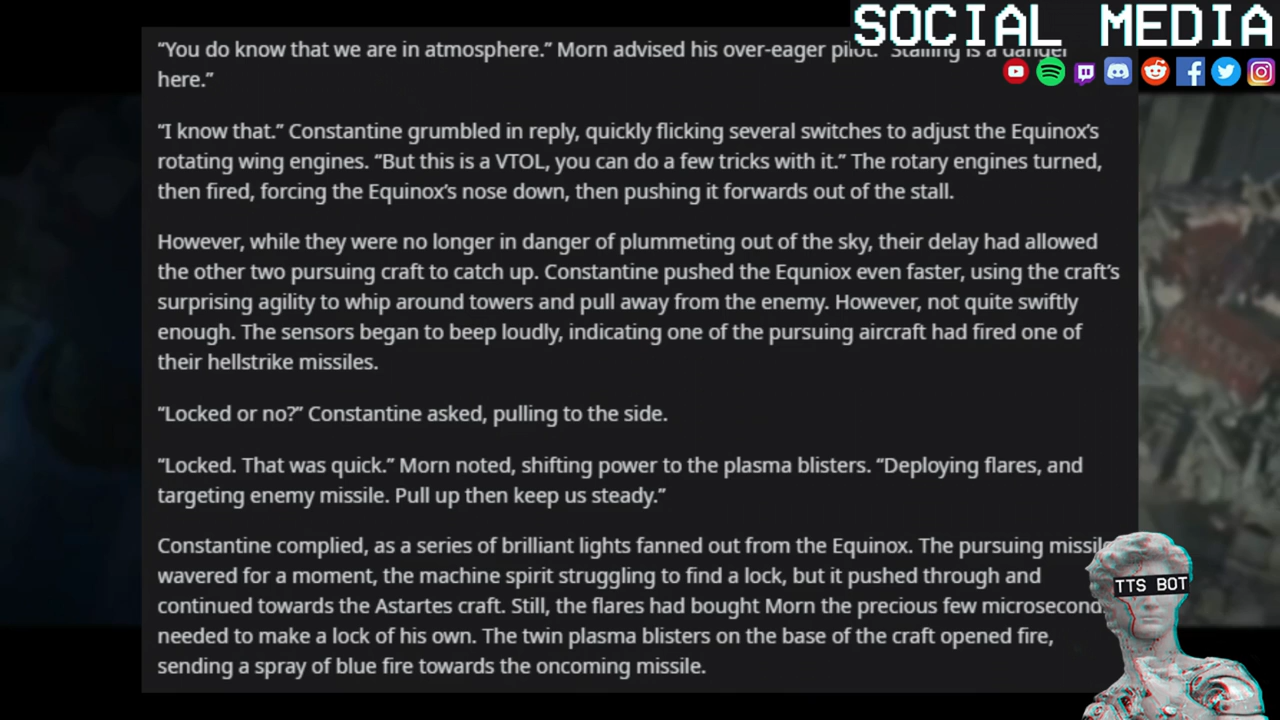 SOCIAL MEDIA
“You do know that we are in atmosphere.” Morn advised his over-eager pilot. “Stalling is a danger
here.”
“I know that.” Constantine grumbled in reply, quickly flicking several switches to adjust the Equinox’s
rotating wing engines. “But this is a VTOL, you can do a few tricks with it.” The rotary engines turned,
then fired, forcing the Equinox’s nose down, then pushing it forwards out of the stall.
However, while they were no longer in danger of plummeting out of the sky, their delay had allowed
the other two pursuing craft to catch up. Constantine pushed the Equniox even faster, using the craft’s
surprising agility to whip around towers and pull away from the enemy. However, not quite swiftly
enough. The sensors began to beep loudly, indicating one of the pursuing aircraft had fired one of
their hellstrike missiles.
“Locked or no?” Constantine asked, pulling to the side.
“Locked. That was quick.” Morn noted, shifting power to the plasma blisters. “Deploying flares, and
targeting enemy missile. Pull up then keep us steady.”
Constantine complied, as a series of brilliant lights fanned out from the Equinox. The pursuing missile
wavered for a moment, the machine spirit struggling to find a lock, but it pushed through and
continued towards the Astartes craft. Still, the flares had bought Morn the precious few microseconds
needed to make a lock of his own. The twin plasma blisters on the base of the craft opened fire,
sending a spray of blue fire towards the oncoming missile.
TTS BOT